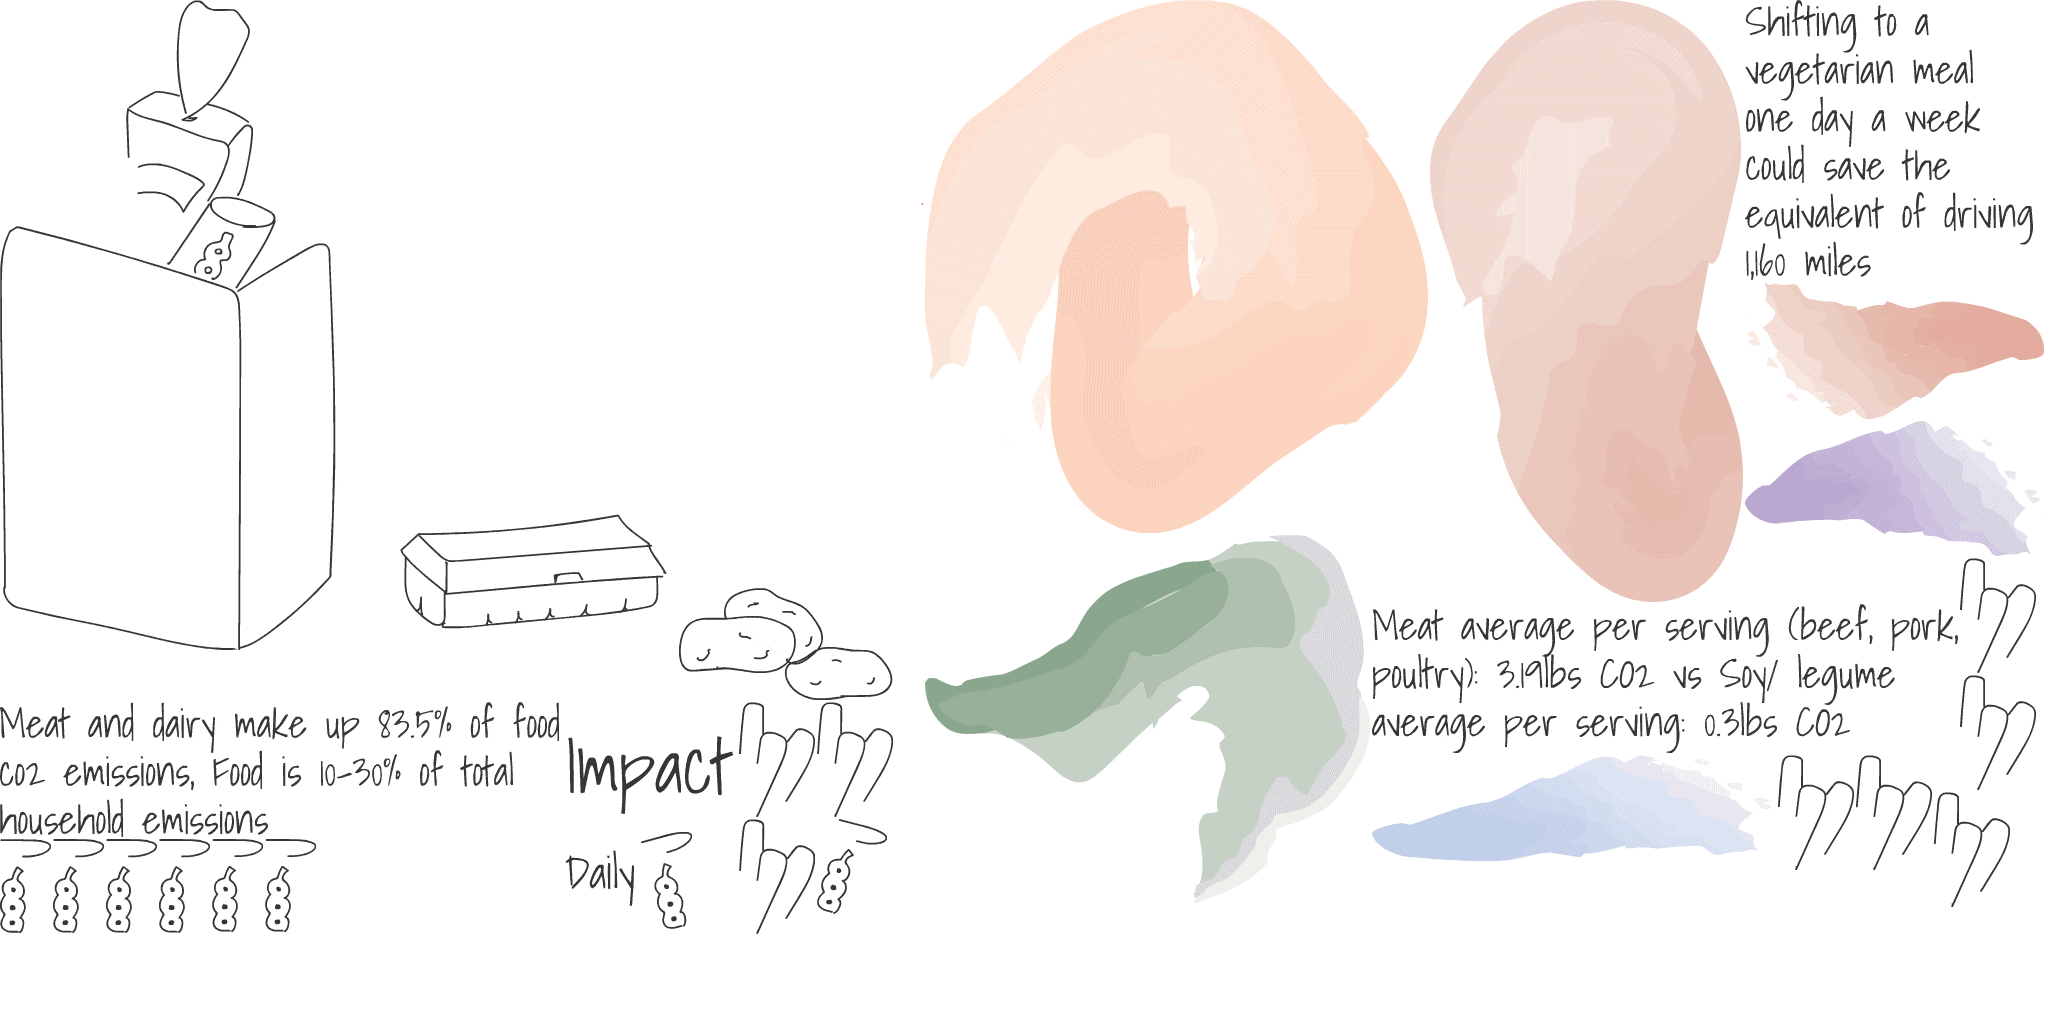 Shifting to a
vegetarian meal
one day a week
could save the
equivalent of driving
1,160 miles
Meat average per serving (beef, pork,
poultry): 3.19lbs CO2 vs Soy/ legume
average per serving: 0.3lbs CO2
Meat and dairy make up 83.5% of food
co2 emissions, Food is 10-30% of total
household emissions
Impact
Daily